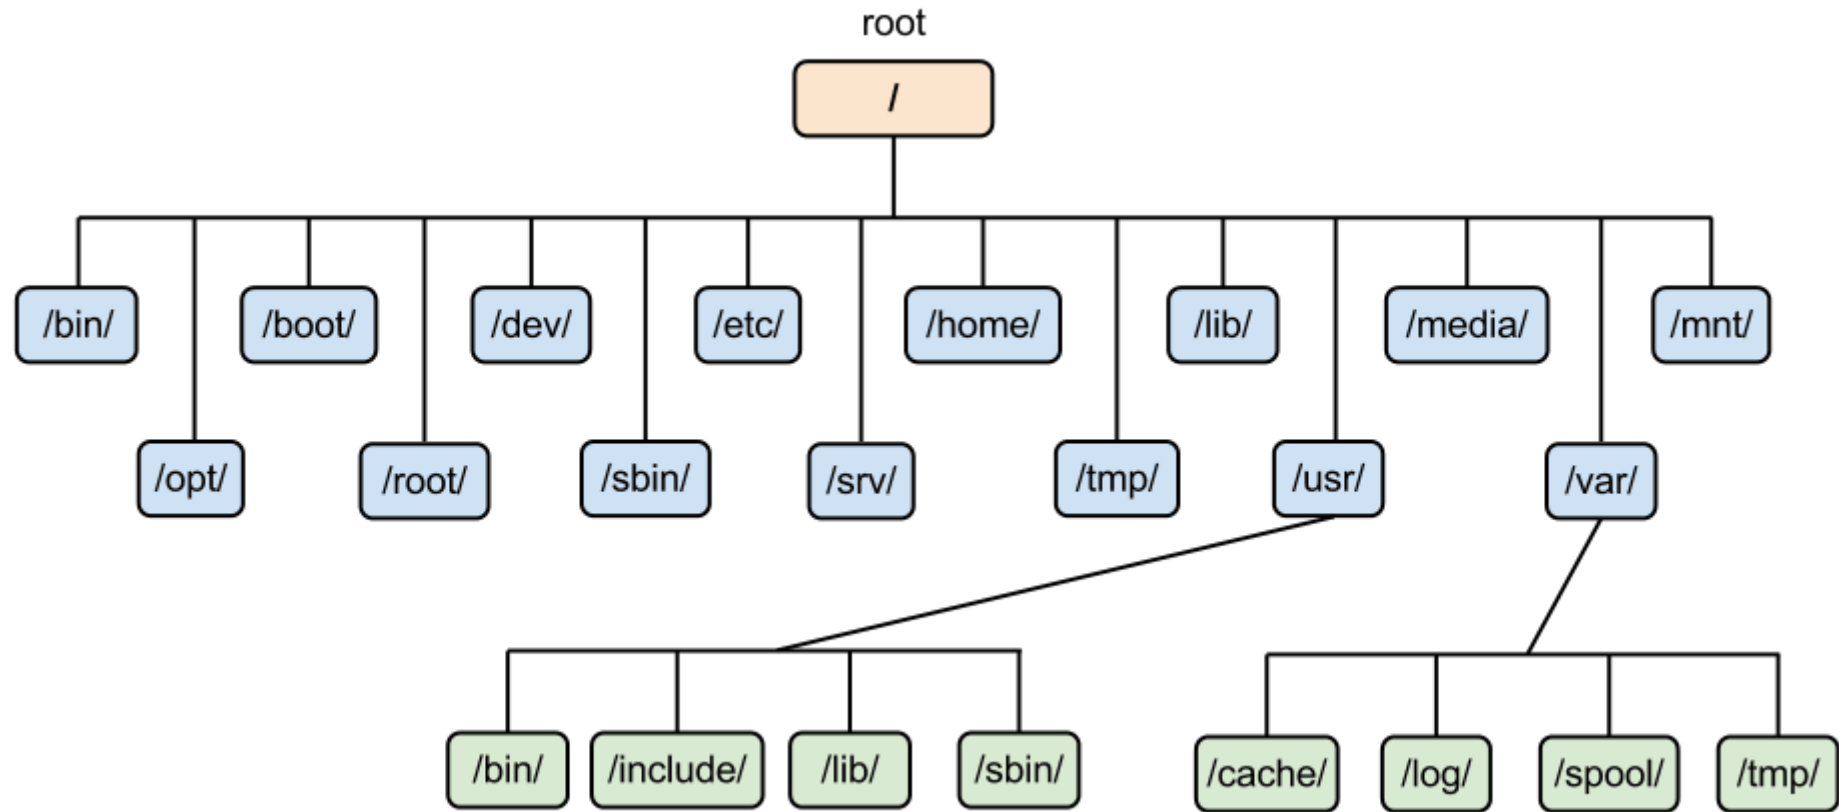 root
/
/bin/ /boot/ /dev/ /etc/ /home/ /lib/ /media/ /mnt/
/opt/ /root/ /sbin/ /srv/ /tmp/ /usr/ /var/
/bin/ /include/ /lib/ /sbin/ /cache/ /log/ /spool/ /tmp/